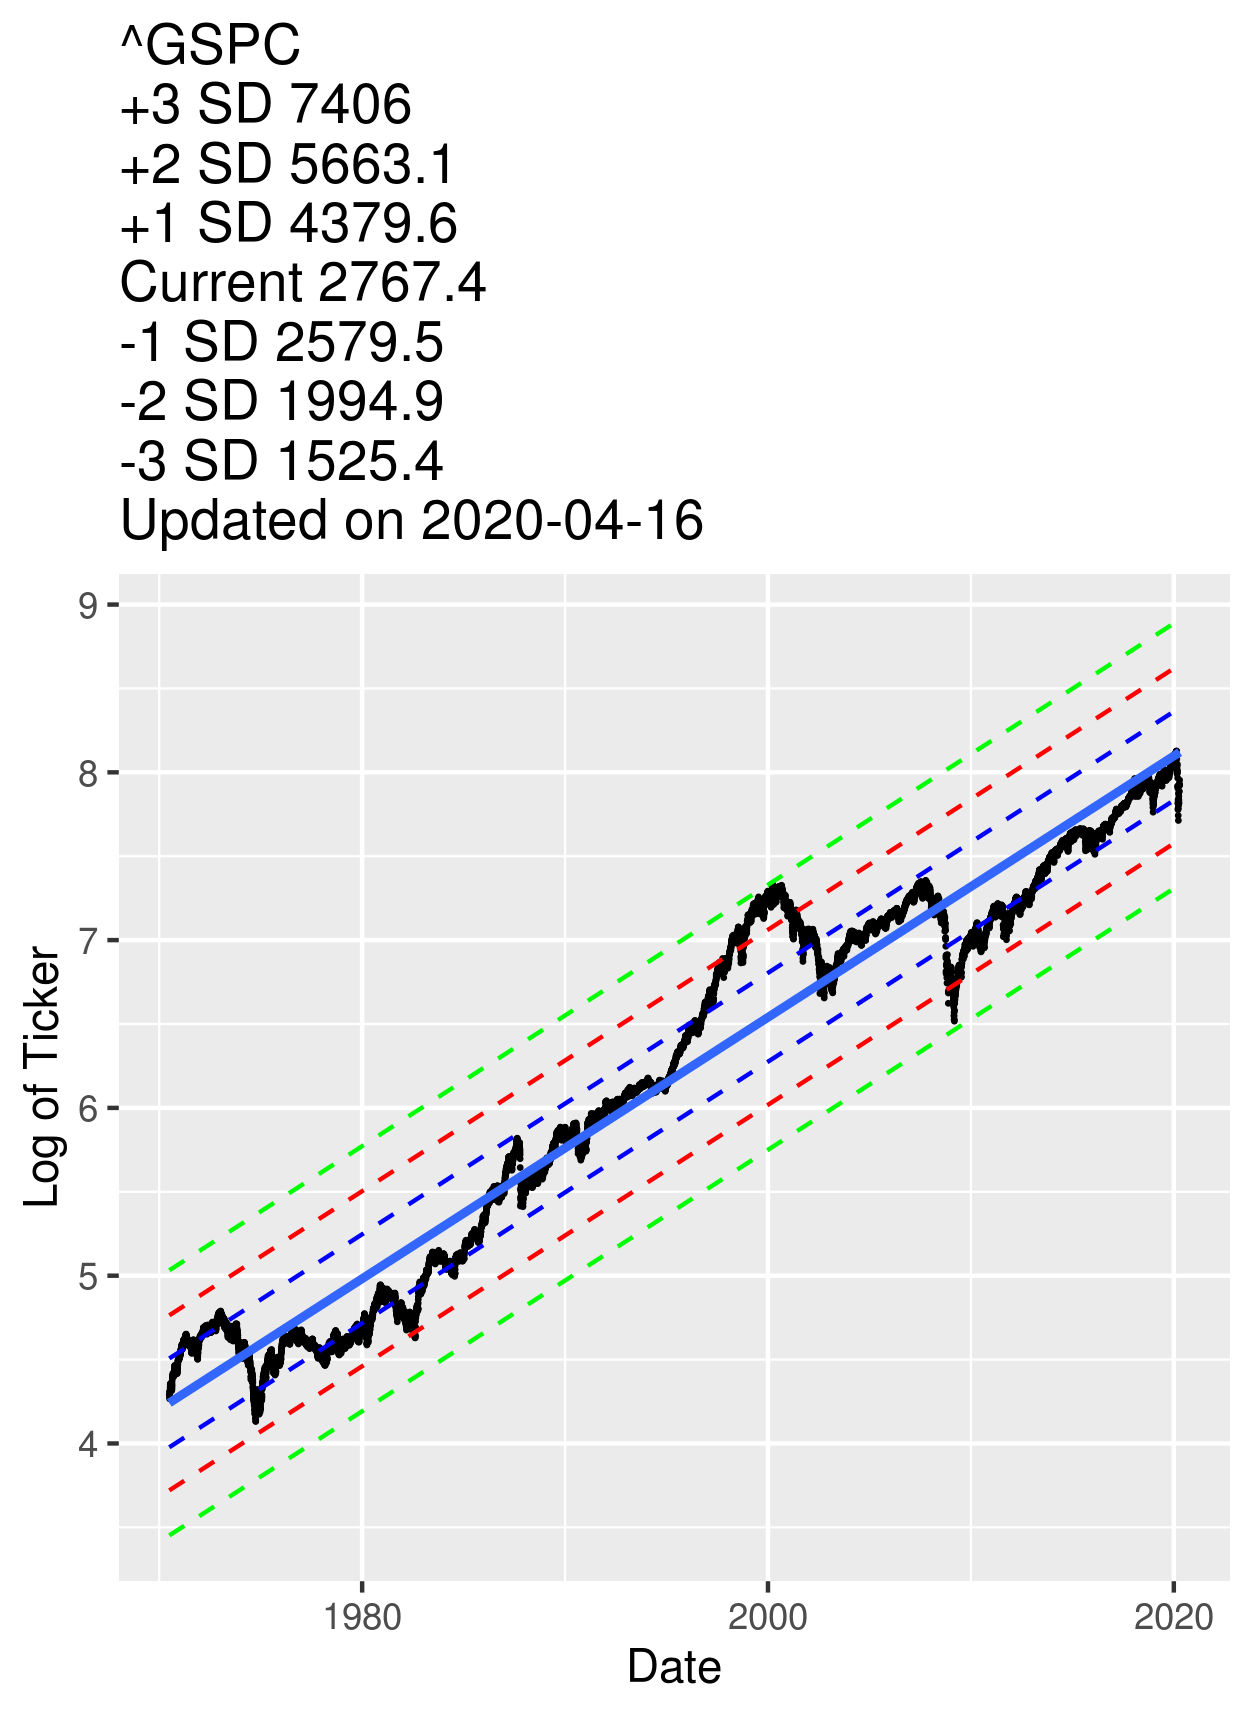 ^GSPC
+3 SD 7406
+2 SD 5663.1
+1 SD 4379.6
Current 2767.4
-1 SD 2579.5
-2 SD 1994.9
-3 SD 1525.4
Updated on 2020-04-16
9
8
7
6
5
4
Log of Ticker
1980
2000
2020
Date